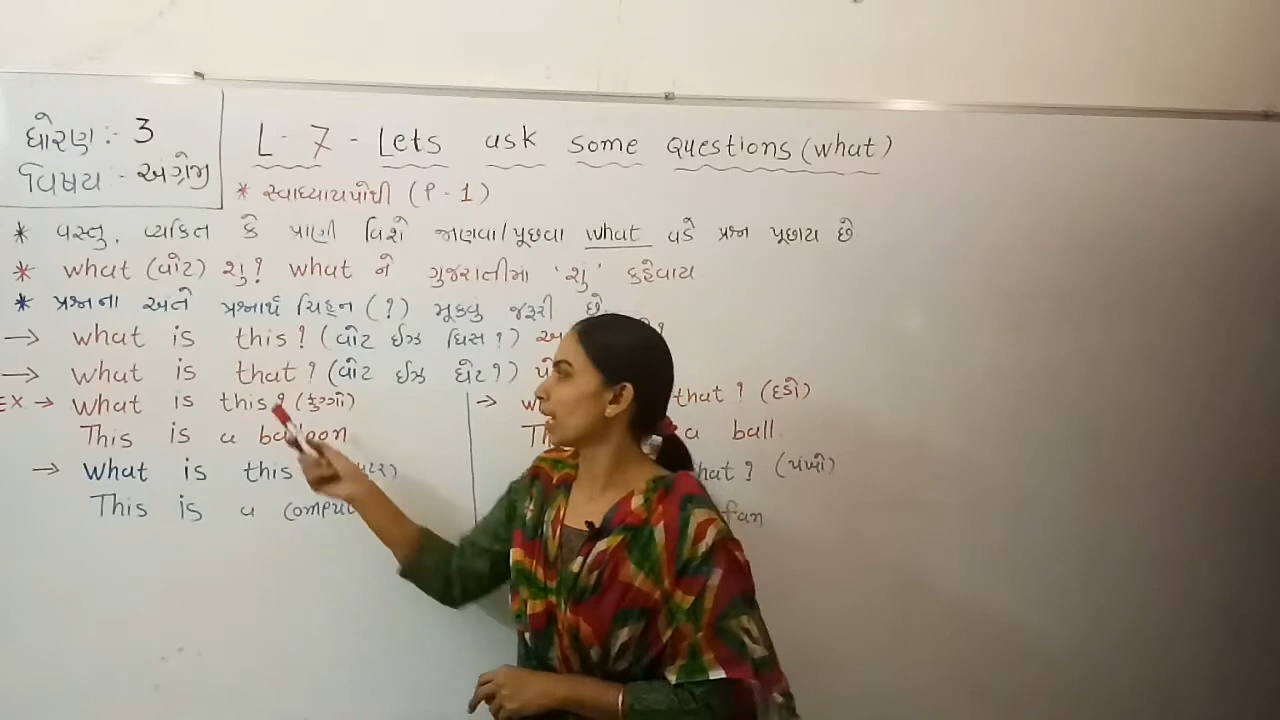 ધોરણ :- 3
વિષય - અંગ્રેજી
L - 7 - Lets ask some Questions (what)
* સ્વાધ્યાયપોથી (P - 1)
* વસ્તુ, વ્યકિત કે પ્રાણી વિશે જાણવા/પૂછવા what વડે પ્રશ્ન પૂછાય છે
* what (વોટ) શું? what ને ગુજરાતીમાં 'શું' કહેવાય
* પ્રશ્નના અંતે પ્રશ્નાર્થ ચિહ્ન (?) મૂકવું જરૂરી છે.
→ what is this? (વોટ ઈઝ ધિસ?)
→ what is that? (વોટ ઈઝ ધેટ?)
EX → what is this? (ફુગ્ગો)
This is a balloon
→ what is this
This is a
→ that? (દડો)
a ball
? (પંખો)
fan